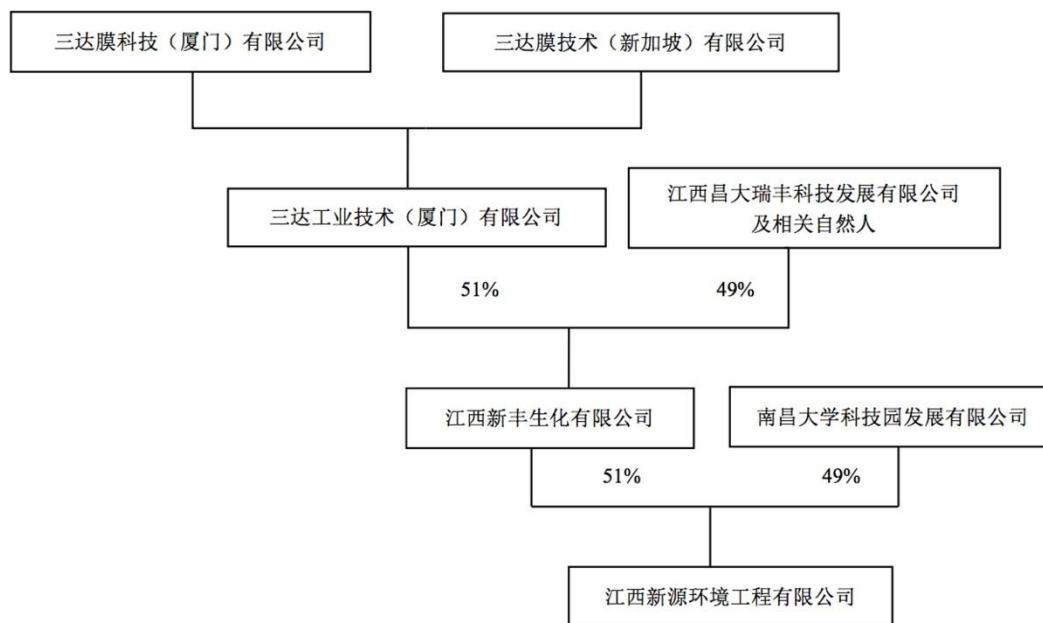 三达膜科技（厦门）有限公司
三达膜技术（新加坡）有限公司
三达工业技术（厦门）有限公司
江西昌大瑞丰科技发展有限公司
及相关自然人
51%
49%
江西新丰生化有限公司
南昌大学科技园发展有限公司
51%
49%
江西新源环境工程有限公司